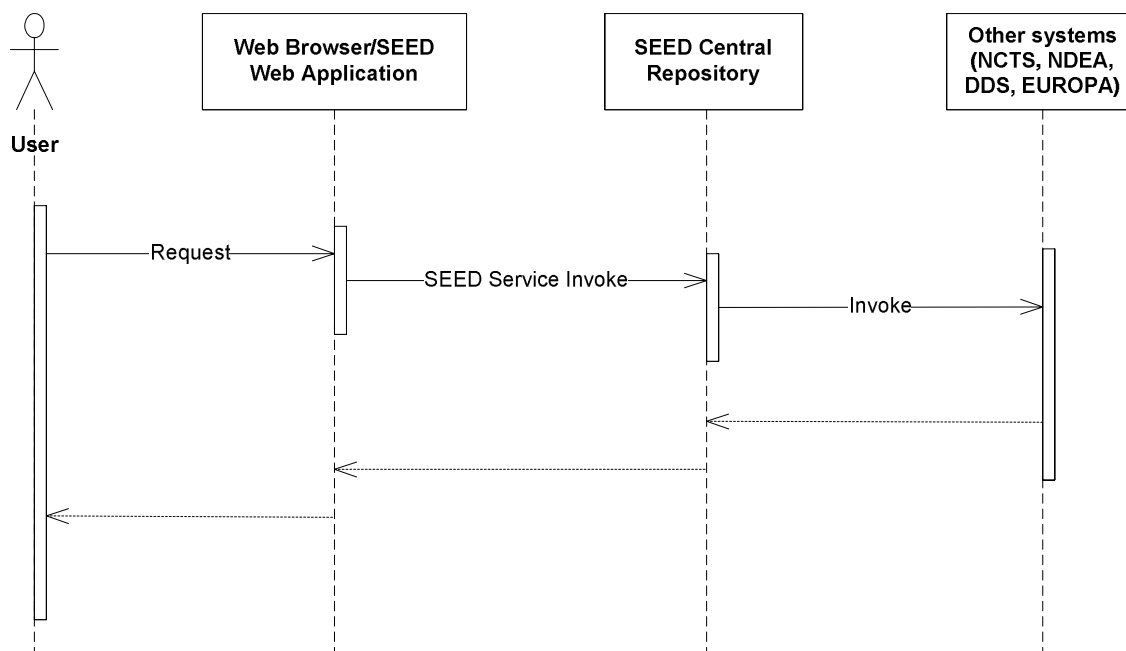 Web Browser/SEED
Web Application
SEED Central
Repository
Other systems
(NCTS, NDEA,
DDS, EUROPA)
User
Request
SEED Service Invoke
Invoke